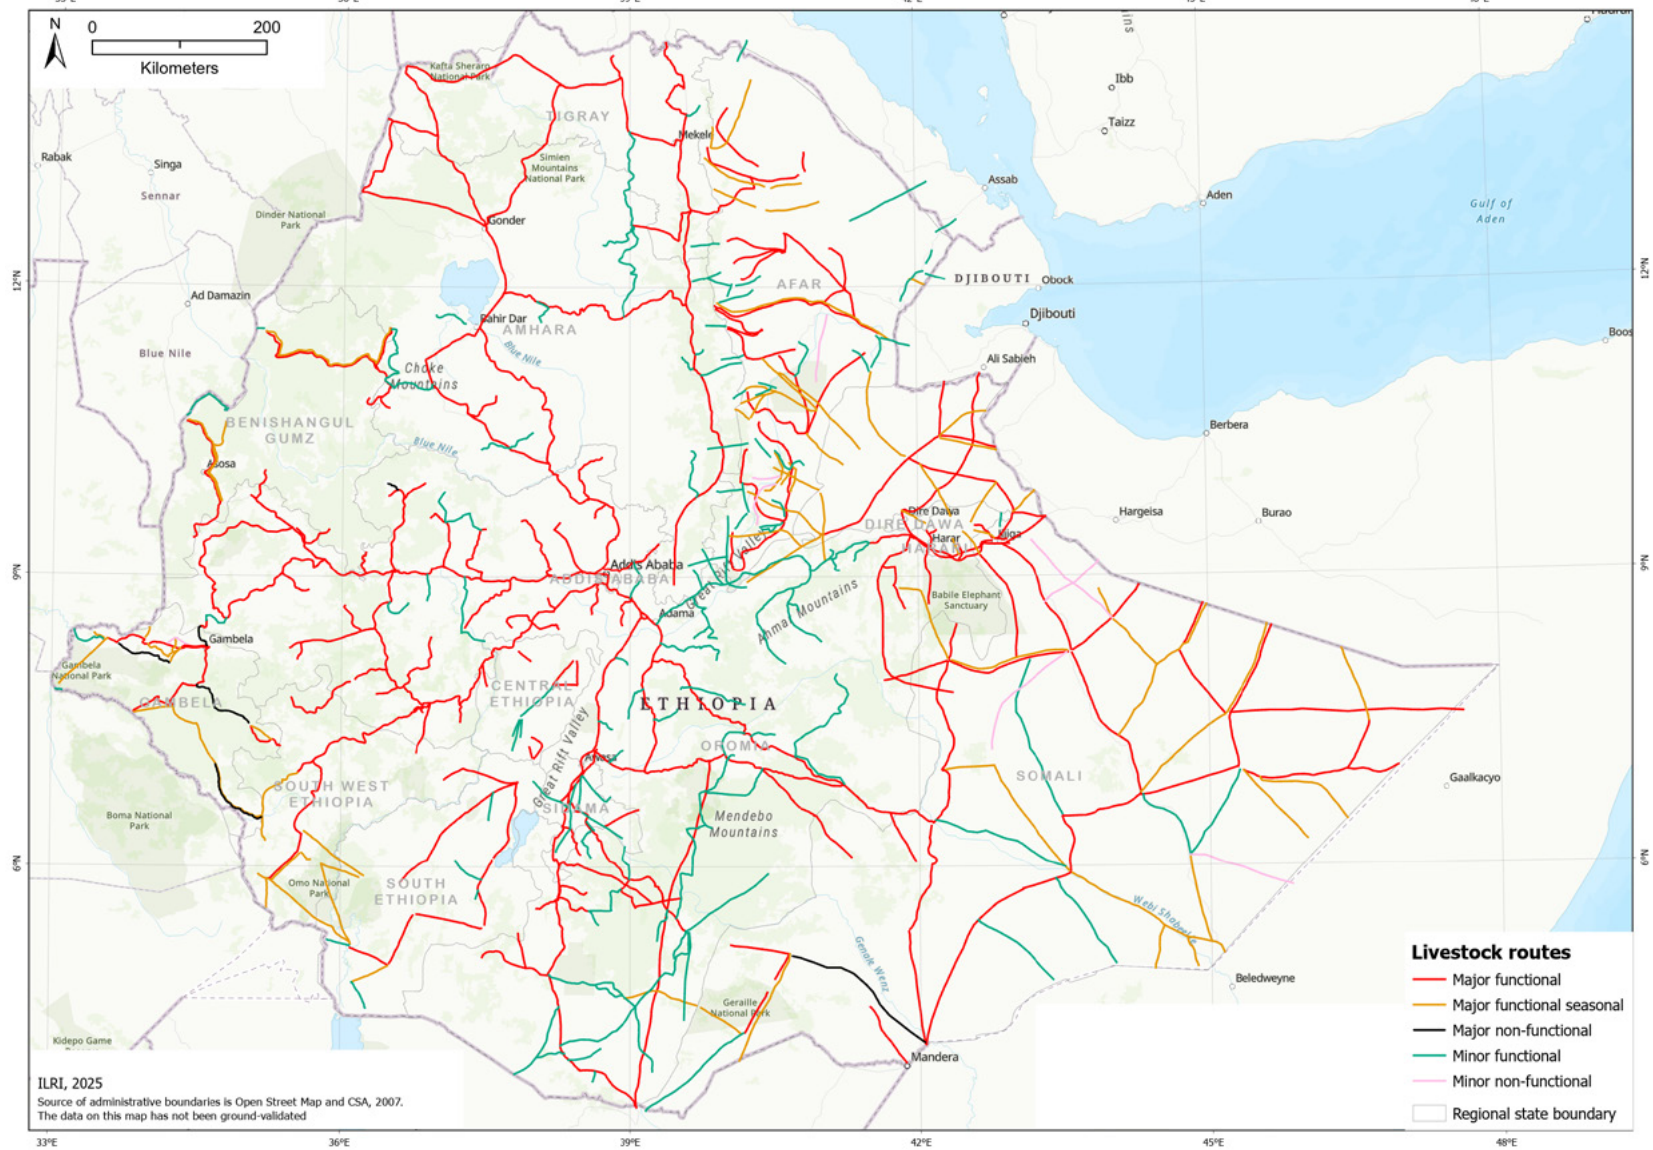 N
0 200
Kilometers
36°E
39°E
Kafta Sheraro
National Park
TIGRAY
Mekele
Simien
Mountains
National Park
Ibb
Taizz
Rabak
Singa
Sennar
Dinder National
Park
Gonder
Assab
Aden
Gulf of
Aden
12°N
12°N
Ad Damazin
AFAR
DJIBOUTI
Obock
Djibouti
Bahir Dar
AMHARA
Blue Nile
Blue Nile
Ali Sabieh
Choke
Mountains
BENISHANGUL
GUMZ
Blue Nile
Berbera
Asosa
Dire Dawa
DIRE DAWA
Harar
HARARI
Jijiga
Hargeisa
Burao
9°N
9°N
Addis Ababa
ADDIS ABABA
Great Rift Valley
Ahmar Mountains
Babile Elephant
Sanctuary
Adama
Gambela
Gambela
National Park
GAMBELA
CENTRAL
ETHIOPIA
ETHIOPIA
OROMIA
Great Rift Valley
Awasa
SOMALI
Gaalkacyo
SOUTH WEST
ETHIOPIA
SIDAMA
Boma National
Park
Mendebo
Mountains
6°N
6°N
Omo National
Park
SOUTH
ETHIOPIA
Webi Shabeelle
Genale Wenz
Beledweyne
Geraille
National Park
Kidepo Game
Mandera
Livestock routes
Major functional
Major functional seasonal
Major non-functional
Minor functional
Minor non-functional
Regional state boundary
ILRI, 2025
Source of administrative boundaries is Open Street Map and CSA, 2007.
The data on this map has not been ground-validated
33°E
36°E
39°E
42°E
45°E
48°E